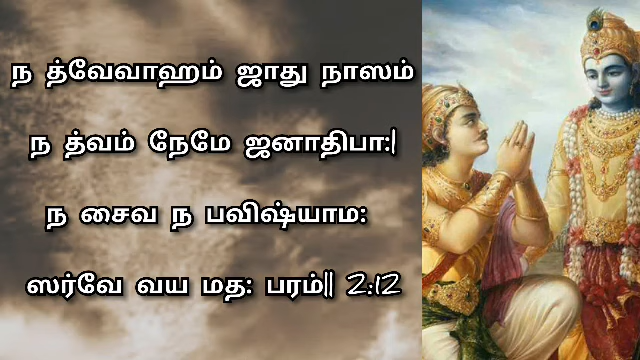 ந த்வேவாஹம் ஜாது நாஸம்
ந த்வம் நேமே ஜனாதிபா:|
ந சைவ ந பவிஷ்யாம:
ஸர்வே வய மத: பரம்|| 2:12